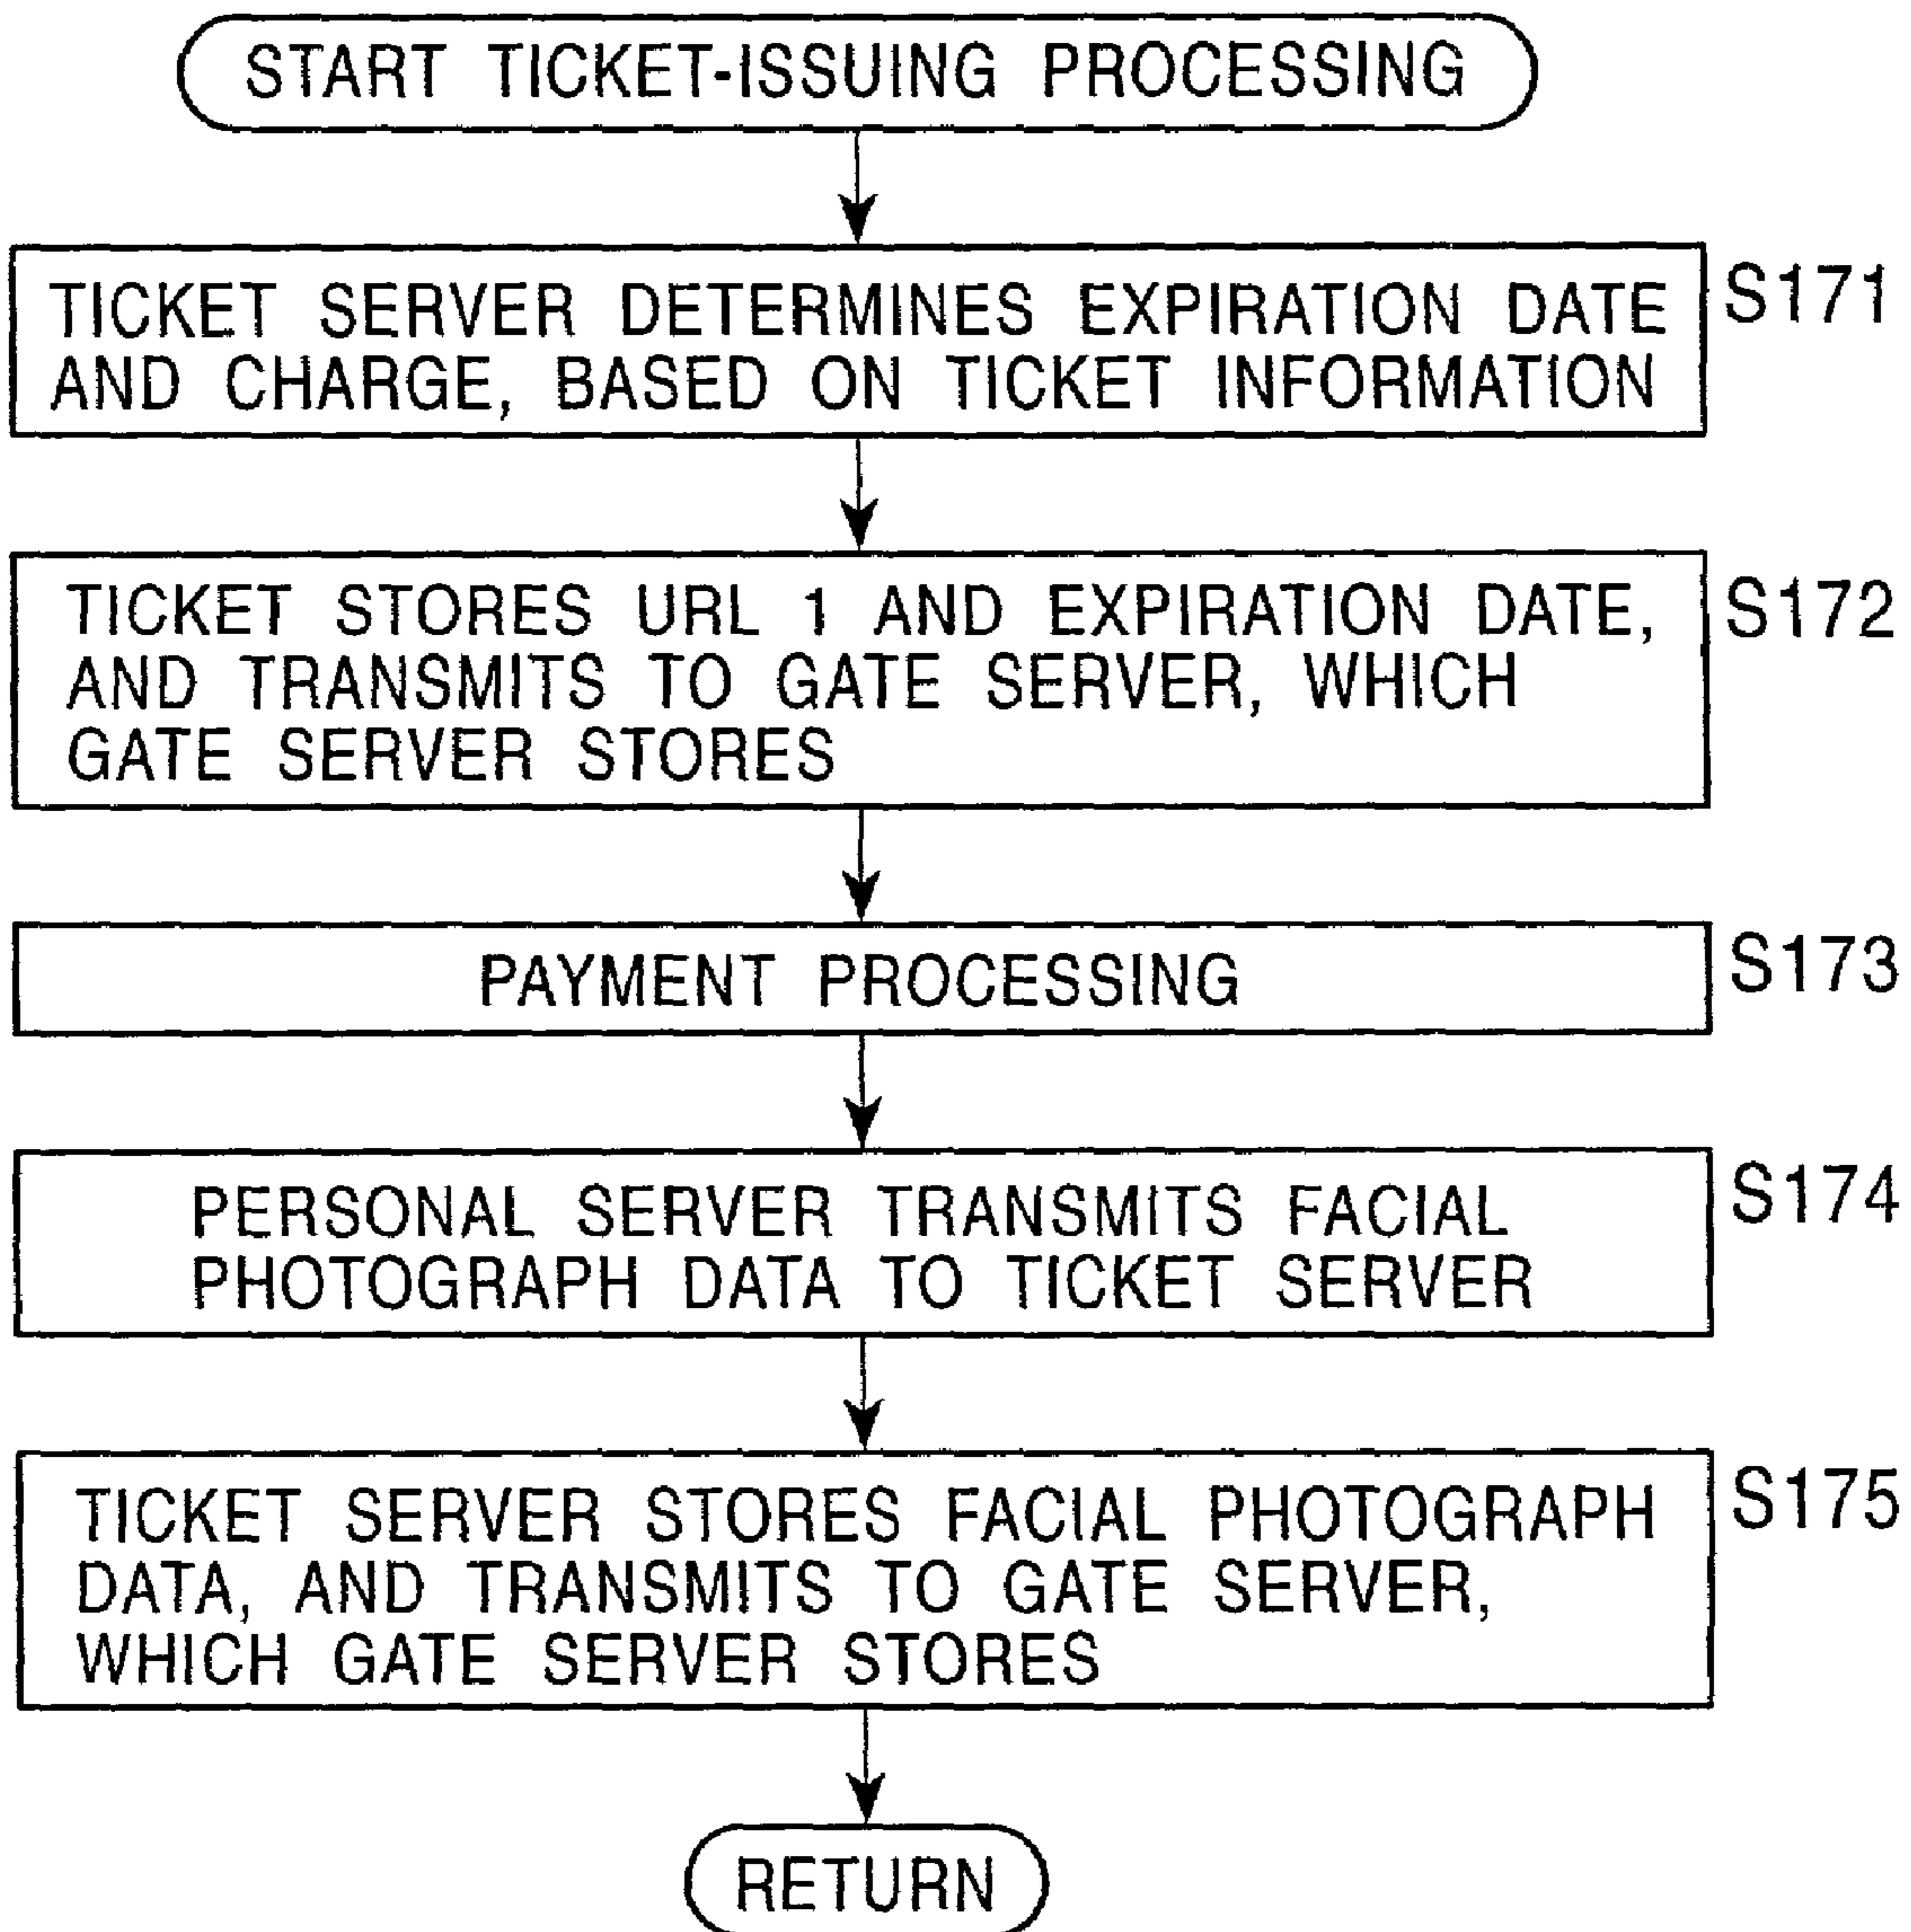 START TICKET-ISSUING PROCESSING
TICKET SERVER DETERMINES EXPIRATION DATE
AND CHARGE, BASED ON TICKET INFORMATION
S171
TICKET STORES URL 1 AND EXPIRATION DATE,
AND TRANSMITS TO GATE SERVER, WHICH
GATE SERVER STORES
S172
PAYMENT PROCESSING
S173
PERSONAL SERVER TRANSMITS FACIAL
PHOTOGRAPH DATA TO TICKET SERVER
S174
TICKET SERVER STORES FACIAL PHOTOGRAPH
DATA, AND TRANSMITS TO GATE SERVER,
WHICH GATE SERVER STORES
S175
RETURN